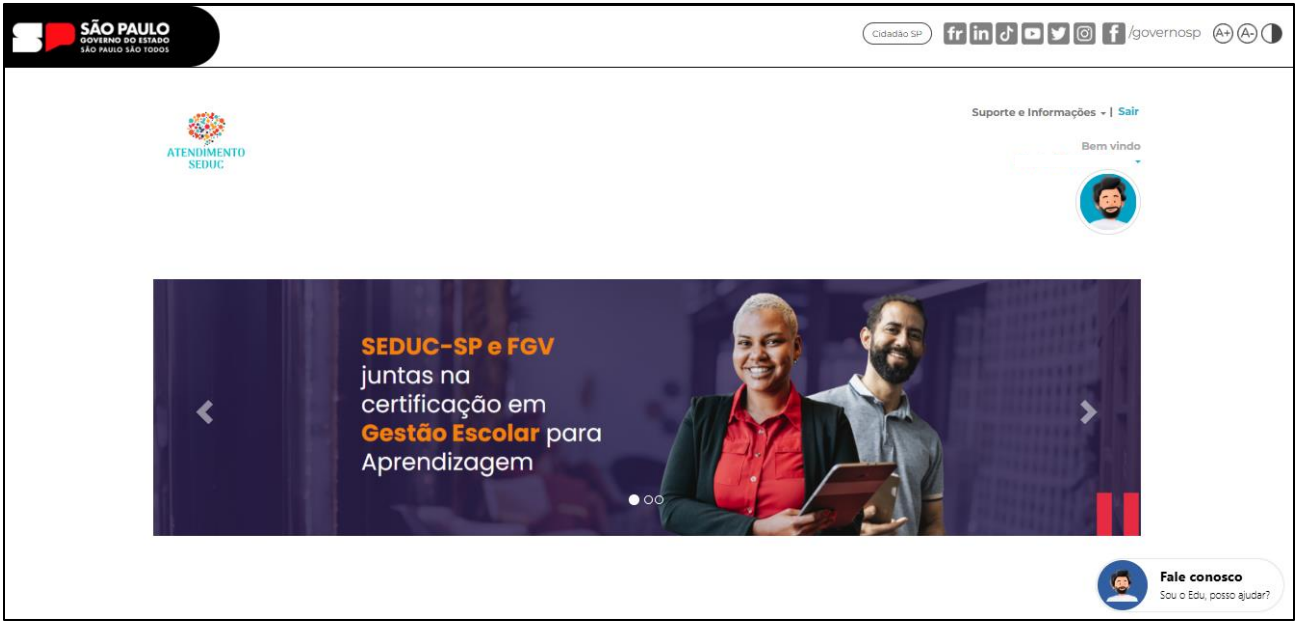 SÃO PAULO
GOVERNO DO ESTADO
SÃO PAULO SÃO TODOS
Cidadão SP
/governosp
A+ A-
Suporte e Informações | Sair
ATENDIMENTO
SEDUC
Bem vindo
SEDUC-SP e FGV
juntas na
certificação em
Gestão Escolar para
Aprendizagem
Fale conosco
Sou o Edu, posso ajudar?